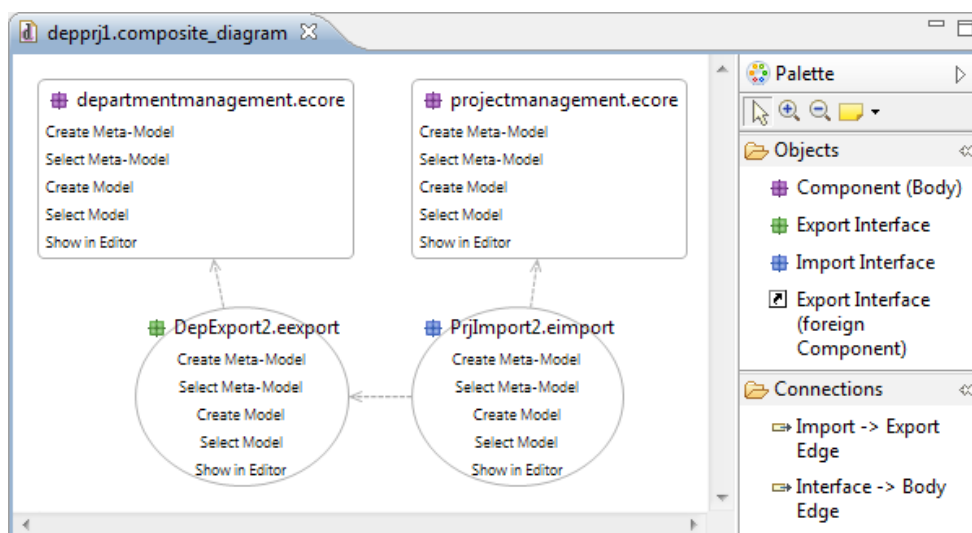 depprj1.composite_diagram
departmentmanagement.ecore
Create Meta-Model
Select Meta-Model
Create Model
Select Model
Show in Editor
projectmanagement.ecore
Create Meta-Model
Select Meta-Model
Create Model
Select Model
Show in Editor
DepExport2.eexport
Create Meta-Model
Select Meta-Model
Create Model
Select Model
Show in Editor
PrjImport2.eimport
Create Meta-Model
Select Meta-Model
Create Model
Select Model
Show in Editor
Palette
Objects
Component (Body)
Export Interface
Import Interface
Export Interface
(foreign
Component)
Connections
Import -> Export
Edge
Interface -> Body
Edge